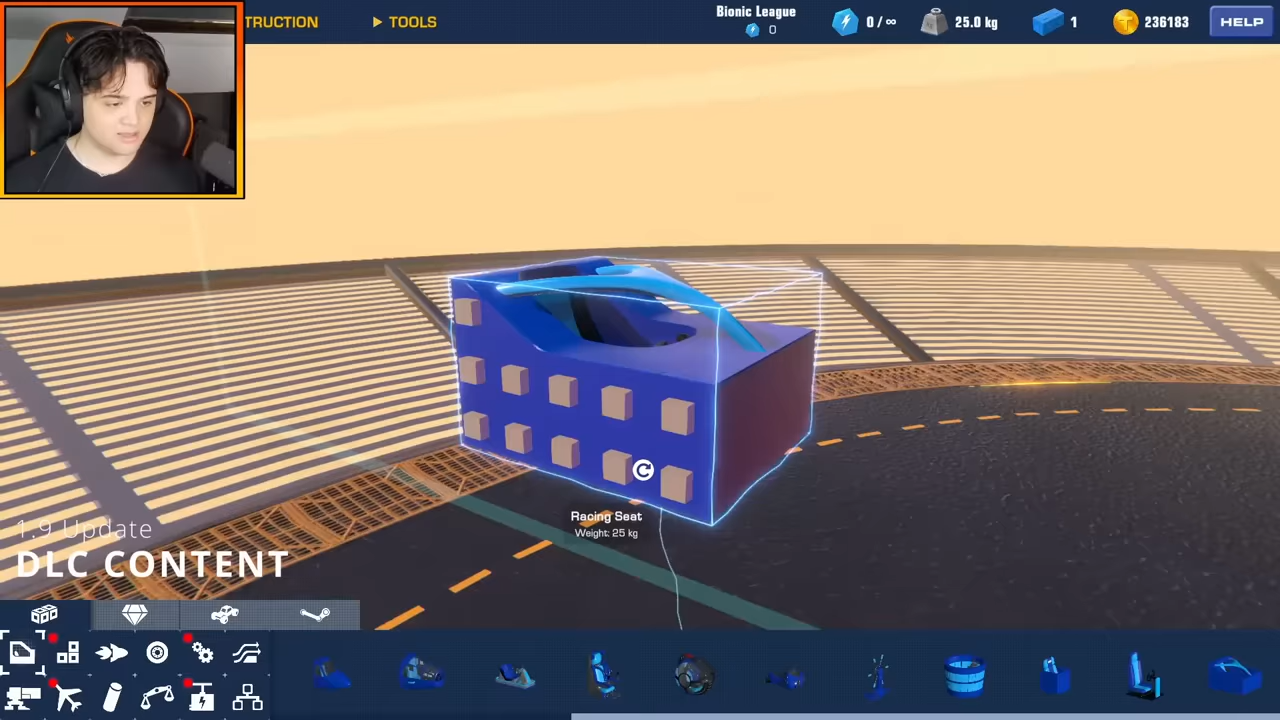 TRUCTION
TOOLS
Bionic League
0
0 / ∞
25.0 kg
1
236183
HELP
Racing Seat
Weight: 25 kg
1.9 Update
DLC CONTENT